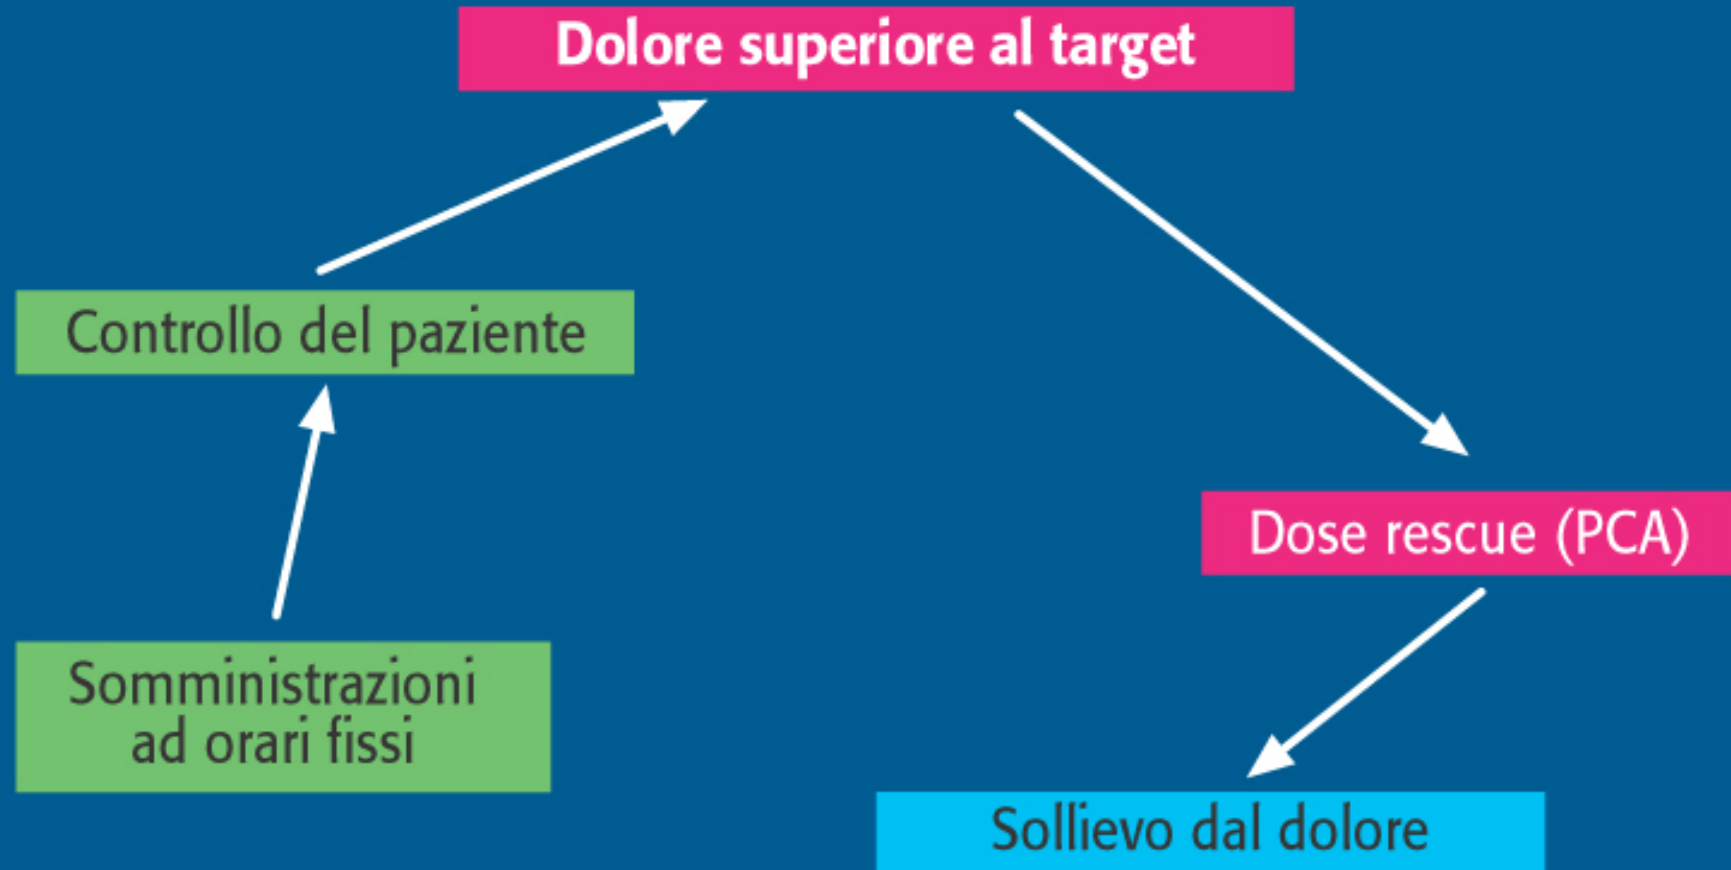 Dolore superiore al target
Controllo del paziente
Dose rescue (PCA)
Somministrazioni
ad orari fissi
Sollievo dal dolore